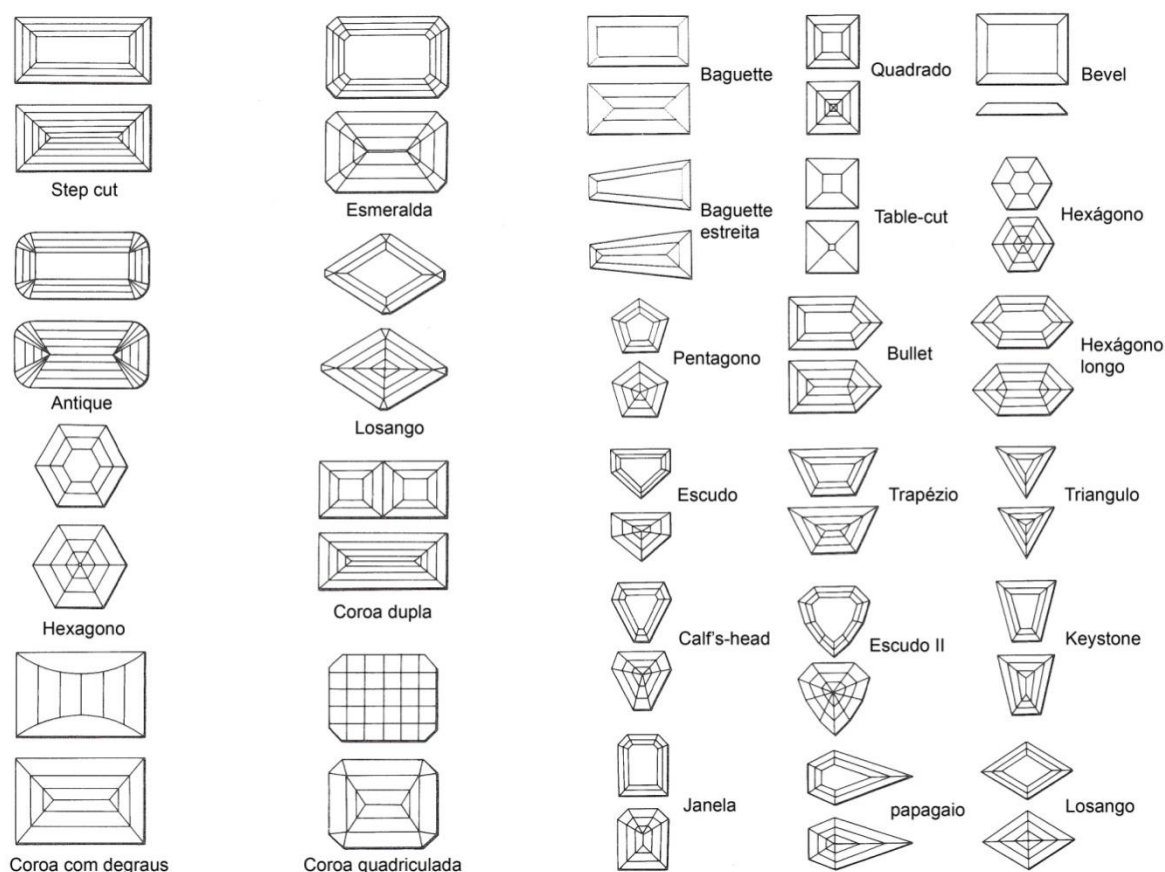 Step cut
Antique
Hexagono
Coroa com degraus
Esmeralda
Losango
Coroa dupla
Coroa quadriculada
Baguette
Quadrado
Bevel
Baguette
estreita
Table-cut
Hexágono
Pentagono
Bullet
Hexágono
longo
Escudo
Trapézio
Triangulo
Calf's-head
Escudo II
Keystone
Janela
papagaio
Losango